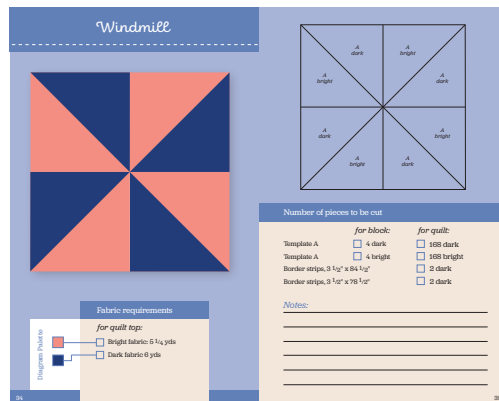 Windmill
Fabric requirements
for quilt top:
Bright fabric: 5 1/4 yds
Dark fabric 6 yds
Diagram Palette
34
A
dark
A
bright
A
bright
A
dark
A
dark
A
bright
A
bright
A
dark
Number of pieces to be cut
for block: for quilt:
Template A 4 dark 168 dark
Template A 4 bright 168 bright
Border strips, 3 1/2" x 84 1/2" 2 dark
Border strips, 3 1/2" x 78 1/2" 2 dark
Notes: